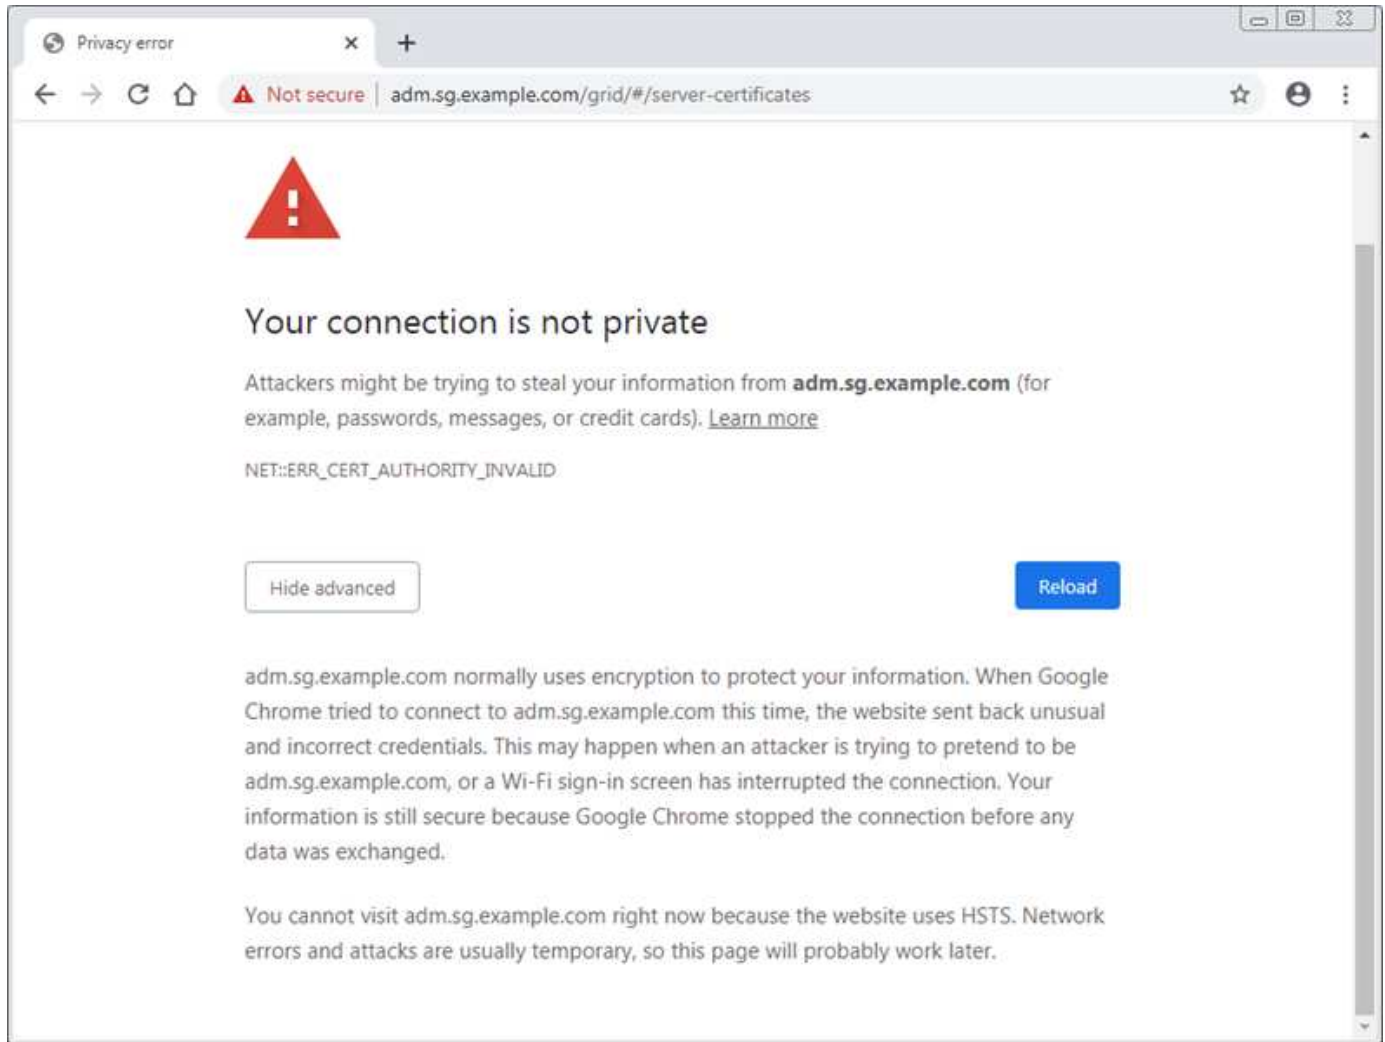 Privacy error
Not secure adm.sg.example.com/grid/#/server-certificates
Your connection is not private
Attackers might be trying to steal your information from adm.sg.example.com (for
example, passwords, messages, or credit cards). Learn more
NET::ERR_CERT_AUTHORITY_INVALID
Hide advanced
Reload
adm.sg.example.com normally uses encryption to protect your information. When Google
Chrome tried to connect to adm.sg.example.com this time, the website sent back unusual
and incorrect credentials. This may happen when an attacker is trying to pretend to be
adm.sg.example.com, or a Wi-Fi sign-in screen has interrupted the connection. Your
information is still secure because Google Chrome stopped the connection before any
data was exchanged.
You cannot visit adm.sg.example.com right now because the website uses HSTS. Network
errors and attacks are usually temporary, so this page will probably work later.